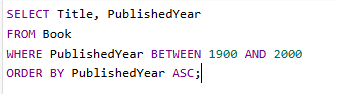 SELECT Title, PublishedYear
FROM Book
WHERE PublishedYear BETWEEN 1900 AND 2000
ORDER BY PublishedYear ASC;